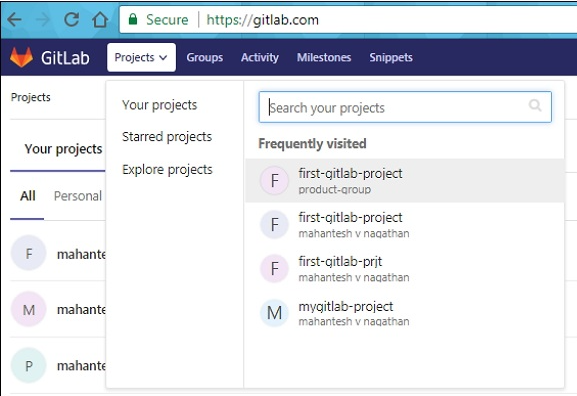 Secure https://gitlab.com
GitLab Projects Groups Activity Milestones Snippets
Projects
Your projects
All Personal
F mahante
M mahante
P mahante
Your projects
Starred projects
Explore projects
Search your projects
Frequently visited
F first-gitlab-project
product-group
F first-gitlab-project
mahantesh v nagathan
F first-gitlab-prjt
mahantesh v nagathan
M mygitlab-project
mahantesh v nagathan